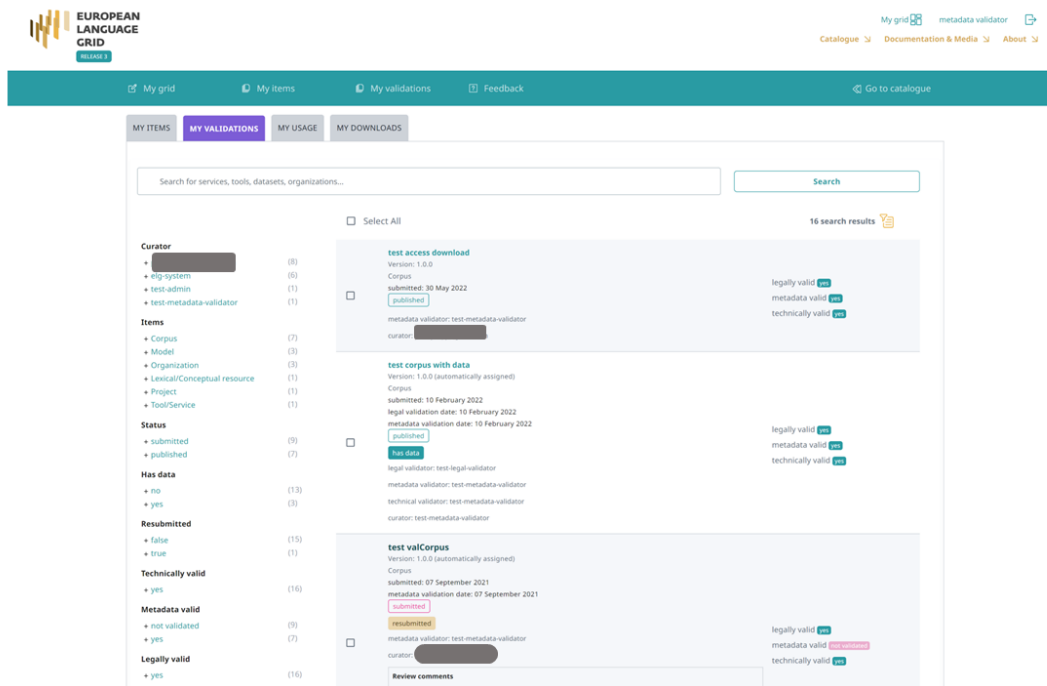 EUROPEAN
LANGUAGE
GRID
RELEASE 3
My grid
metadata validator
Catalogue
Documentation & Media
About
My grid
My items
My validations
Feedback
Go to catalogue
MY ITEMS
MY VALIDATIONS
MY USAGE
MY DOWNLOADS
Search for services, tools, datasets, organizations...
Search
Select All
16 search results
Curator
+ (8)
+ elg-system (6)
+ test-admin (1)
+ test-metadata-validator (1)
Items
+ Corpus (7)
+ Model (3)
+ Organization (3)
+ Lexical/Conceptual resource (1)
+ Project (1)
+ Tool/Service (1)
Status
+ submitted (9)
+ published (7)
Has data
+ no (13)
+ yes (3)
Resubmitted
+ false (15)
+ true (1)
Technically valid
+ yes (16)
Metadata valid
+ not validated (9)
+ yes (7)
Legally valid
+ yes (16)
test access download
Version: 1.0.0
Corpus
submitted: 30 May 2022
published
metadata validator: test-metadata-validator
curator:
legally valid yes
metadata valid yes
technically valid yes
test corpus with data
Version: 1.0.0 (automatically assigned)
Corpus
submitted: 10 February 2022
legal validation date: 10 February 2022
metadata validation date: 10 February 2022
published
has data
legal validator: test-legal-validator
metadata validator: test-metadata-validator
technical validator: test-metadata-validator
curator: test-metadata-validator
legally valid yes
metadata valid yes
technically valid yes
test valCorpus
Version: 1.0.0 (automatically assigned)
Corpus
submitted: 07 September 2021
metadata validation date: 07 September 2021
submitted
resubmitted
metadata validator: test-metadata-validator
curator:
Review comments
legally valid yes
metadata valid not validated
technically valid yes